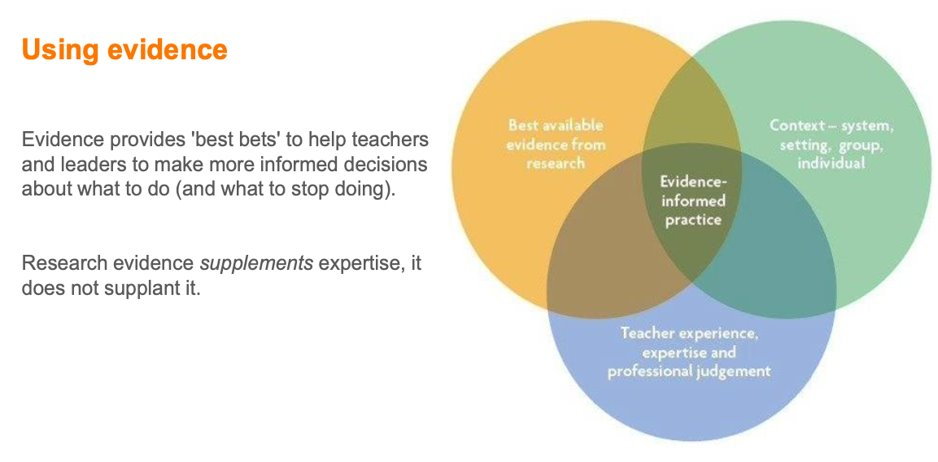 Using evidence
Evidence provides 'best bets' to help teachers
and leaders to make more informed decisions
about what to do (and what to stop doing).
Research evidence supplements expertise, it
does not supplant it.
Best available
evidence from
research
Context – system,
setting, group,
individual
Evidence-
informed
practice
Teacher experience,
expertise and
professional judgement